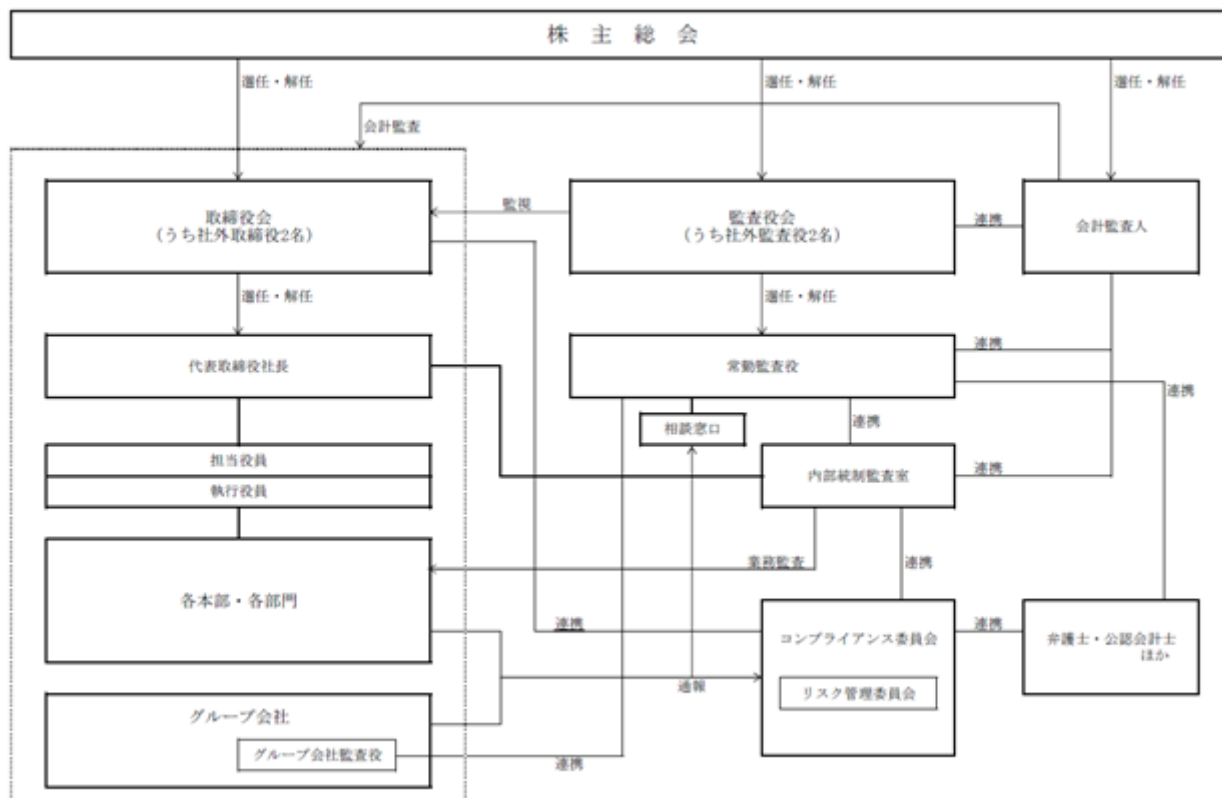 株 主 総 会
選任・解任
選任・解任
選任・解任
会計監査
取締役会
（うち社外取締役2名）
監視
監査役会
（うち社外監査役2名）
連携
会計監査人
選任・解任
選任・解任
代表取締役社長
常勤監査役
連携
連携
相談窓口
連携
担当役員
執行役員
内部統制監査室
連携
業務監査
連携
各本部・各部門
連携
コンプライアンス委員会
連携
弁護士・公認会計士
ほか
通報
リスク管理委員会
グループ会社
グループ会社監査役
連携